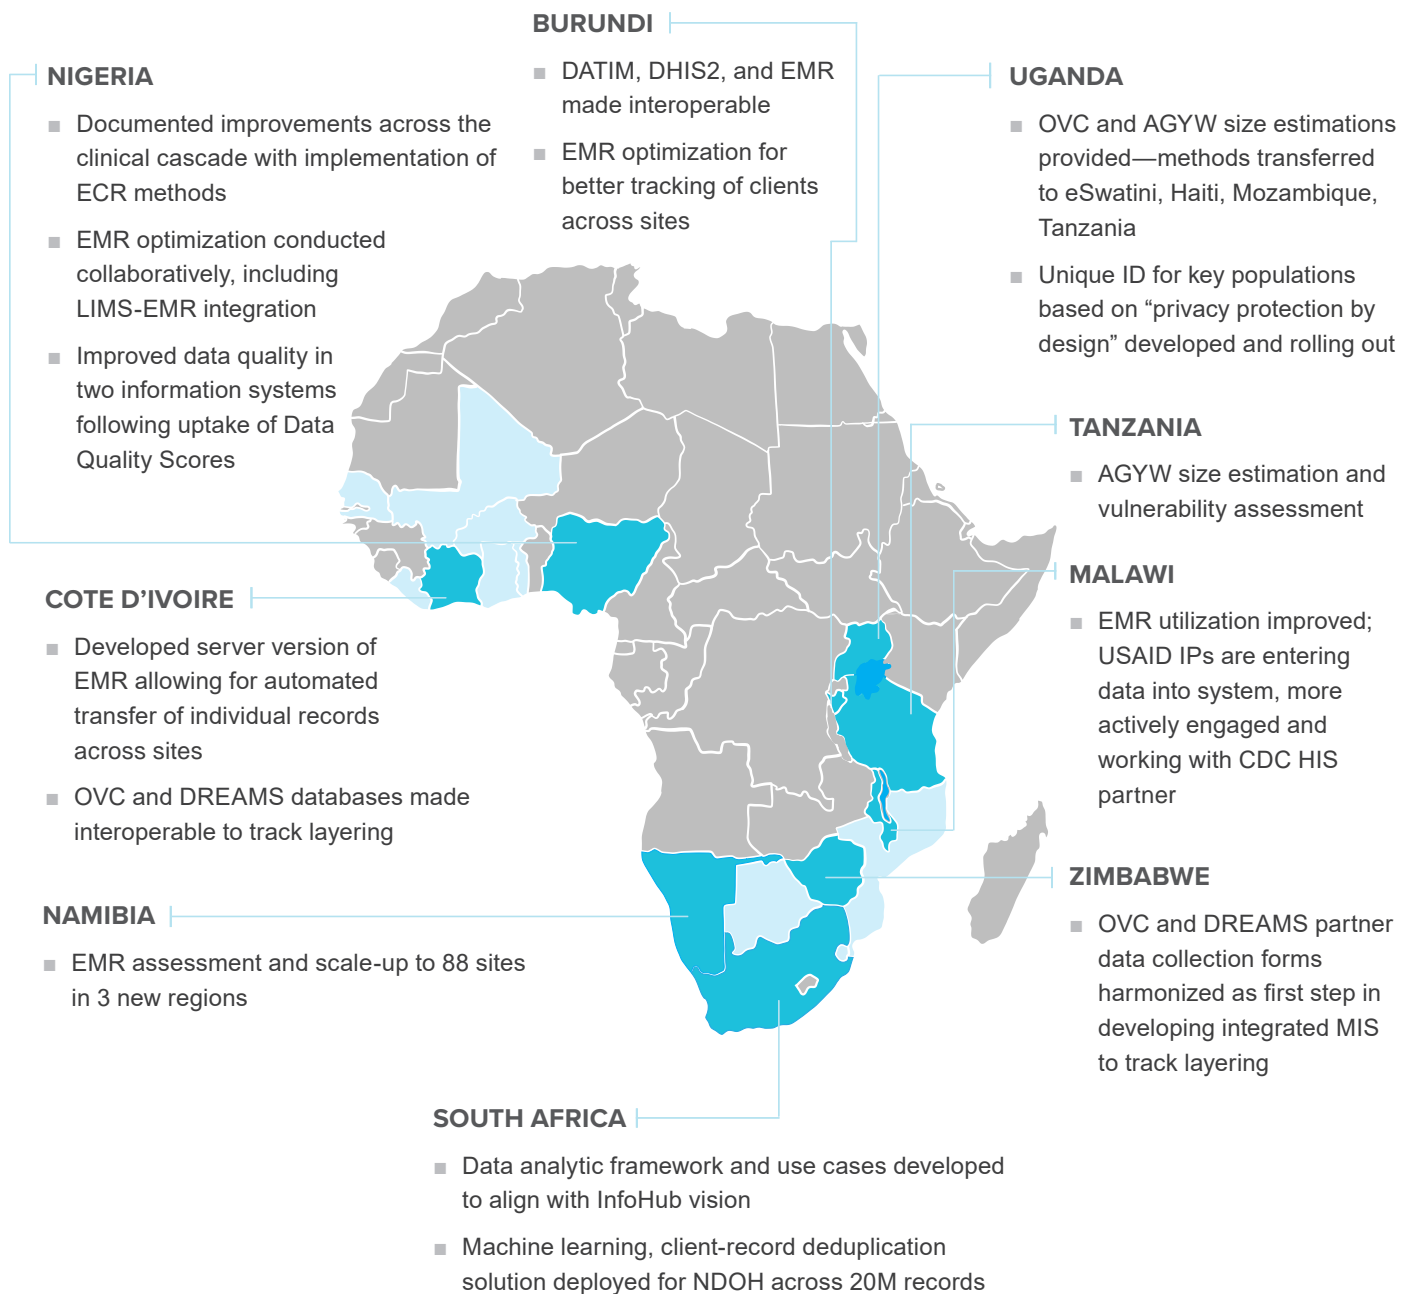 BURUNDI
■ DATIM, DHIS2, and EMR
made interoperable
■ EMR optimization for
better tracking of clients
across sites
NIGERIA
■ Documented improvements across the
clinical cascade with implementation of
ECR methods
■ EMR optimization conducted
collaboratively, including
LIMS-EMR integration
■ Improved data quality in
two information systems
following uptake of Data
Quality Scores
UGANDA
■ OVC and AGYW size estimations
provided—methods transferred
to eSwatini, Haiti, Mozambique,
Tanzania
■ Unique ID for key populations
based on “privacy protection by
design” developed and rolling out
TANZANIA
■ AGYW size estimation and
vulnerability assessment
MALAWI
■ EMR utilization improved;
USAID IPs are entering
data into system, more
actively engaged and
working with CDC HIS
partner
COTE D’IVOIRE
■ Developed server version of
EMR allowing for automated
transfer of individual records
across sites
■ OVC and DREAMS databases made
interoperable to track layering
ZIMBABWE
■ OVC and DREAMS partner
data collection forms
harmonized as first step in
developing integrated MIS
to track layering
NAMIBIA
■ EMR assessment and scale-up to 88 sites
in 3 new regions
SOUTH AFRICA
■ Data analytic framework and use cases developed
to align with InfoHub vision
■ Machine learning, client-record deduplication
solution deployed for NDOH across 20M records